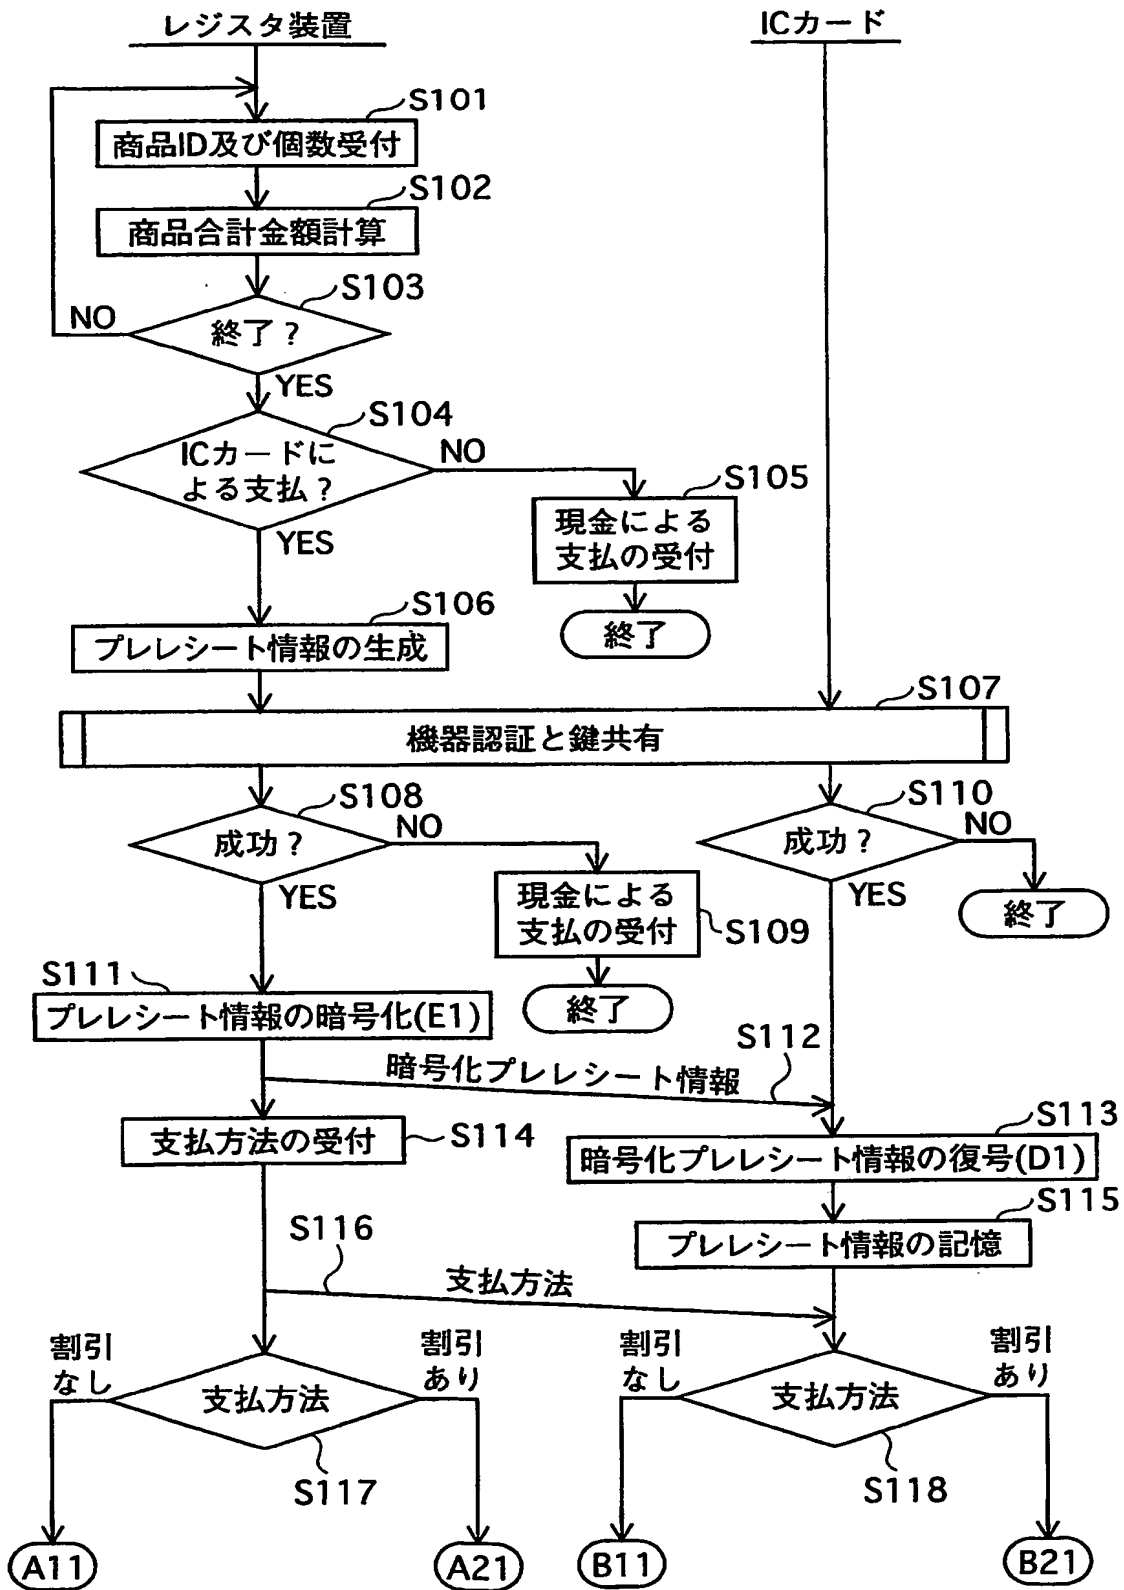 レジスタ装置
ICカード
S101
商品ID及び個数受付
S102
商品合計金額計算
S103
NO
終了?
YES
S104
ICカードに
よる支払?
NO
S105
現金による
支払の受付
YES
終了
S106
プレレシート情報の生成
S107
機器認証と鍵共有
S108
成功?
NO
YES
S110
成功?
NO
YES
終了
現金による
支払の受付
S109
終了
S111
プレレシート情報の暗号化(E1)
S112
暗号化プレレシート情報
支払方法の受付
S114
S113
暗号化プレレシート情報の復号(D1)
S115
プレレシート情報の記憶
S116
支払方法
割引
なし
割引
あり
支払方法
S117
割引
なし
割引
あり
支払方法
S118
A11
A21
B11
B21